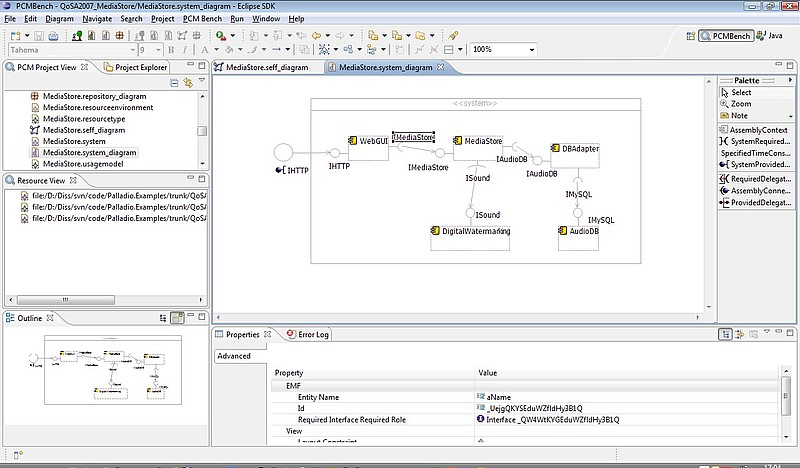 PCMBench - QoSA2007_MediaStore/MediaStore.system_diagram - Eclipse SDK
File Edit Diagram Navigate Search Project PCM Bench Run Window Help
PCMBench Java
Tahoma 9 100%
PCM Project View Project Explorer
MediaStore.repository_diagram
MediaStore.resourceenvironment
MediaStore.resourcetype
MediaStore.seff_diagram
MediaStore.system
MediaStore.system_diagram
MediaStore.usagemodel
Resource View
file:/D:/Diss/svn/code/Palladio.Examples/trunk/QoSA
file:/D:/Diss/svn/code/Palladio.Examples/trunk/QoSA
file:/D:/Diss/svn/code/Palladio.Examples/trunk/QoSA
Outline
MediaStore.seff_diagram MediaStore.system_diagram
<<system>>
WebGUI IMediaStore MediaStore DBAdapter
IAudioDB
IHTTP IHTTP IMediaStore IAudioDB
ISound IMySQL
ISound IMySQL
DigitalWatermarking AudioDB
Palette
Select
Zoom
Note
AssemblyContext
SystemRequired...
SpecifiedTimeCons...
SystemProvided...
RequiredDelegat...
AssemblyConne...
ProvidedDelegat...
Properties Error Log
Advanced
Property Value
EMF
Entity Name aName
Id
Required Interface Required Role
View